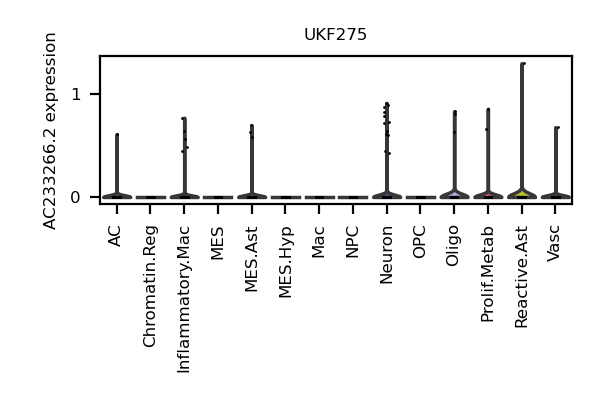 UKF275
AC233266.2 expression
1
0
AC
Chromatin.Reg
Inflammatory.Mac
MES
MES.Ast
MES.Hyp
Mac
NPC
Neuron
OPC
Oligo
Prolif.Metab
Reactive.Ast
Vasc